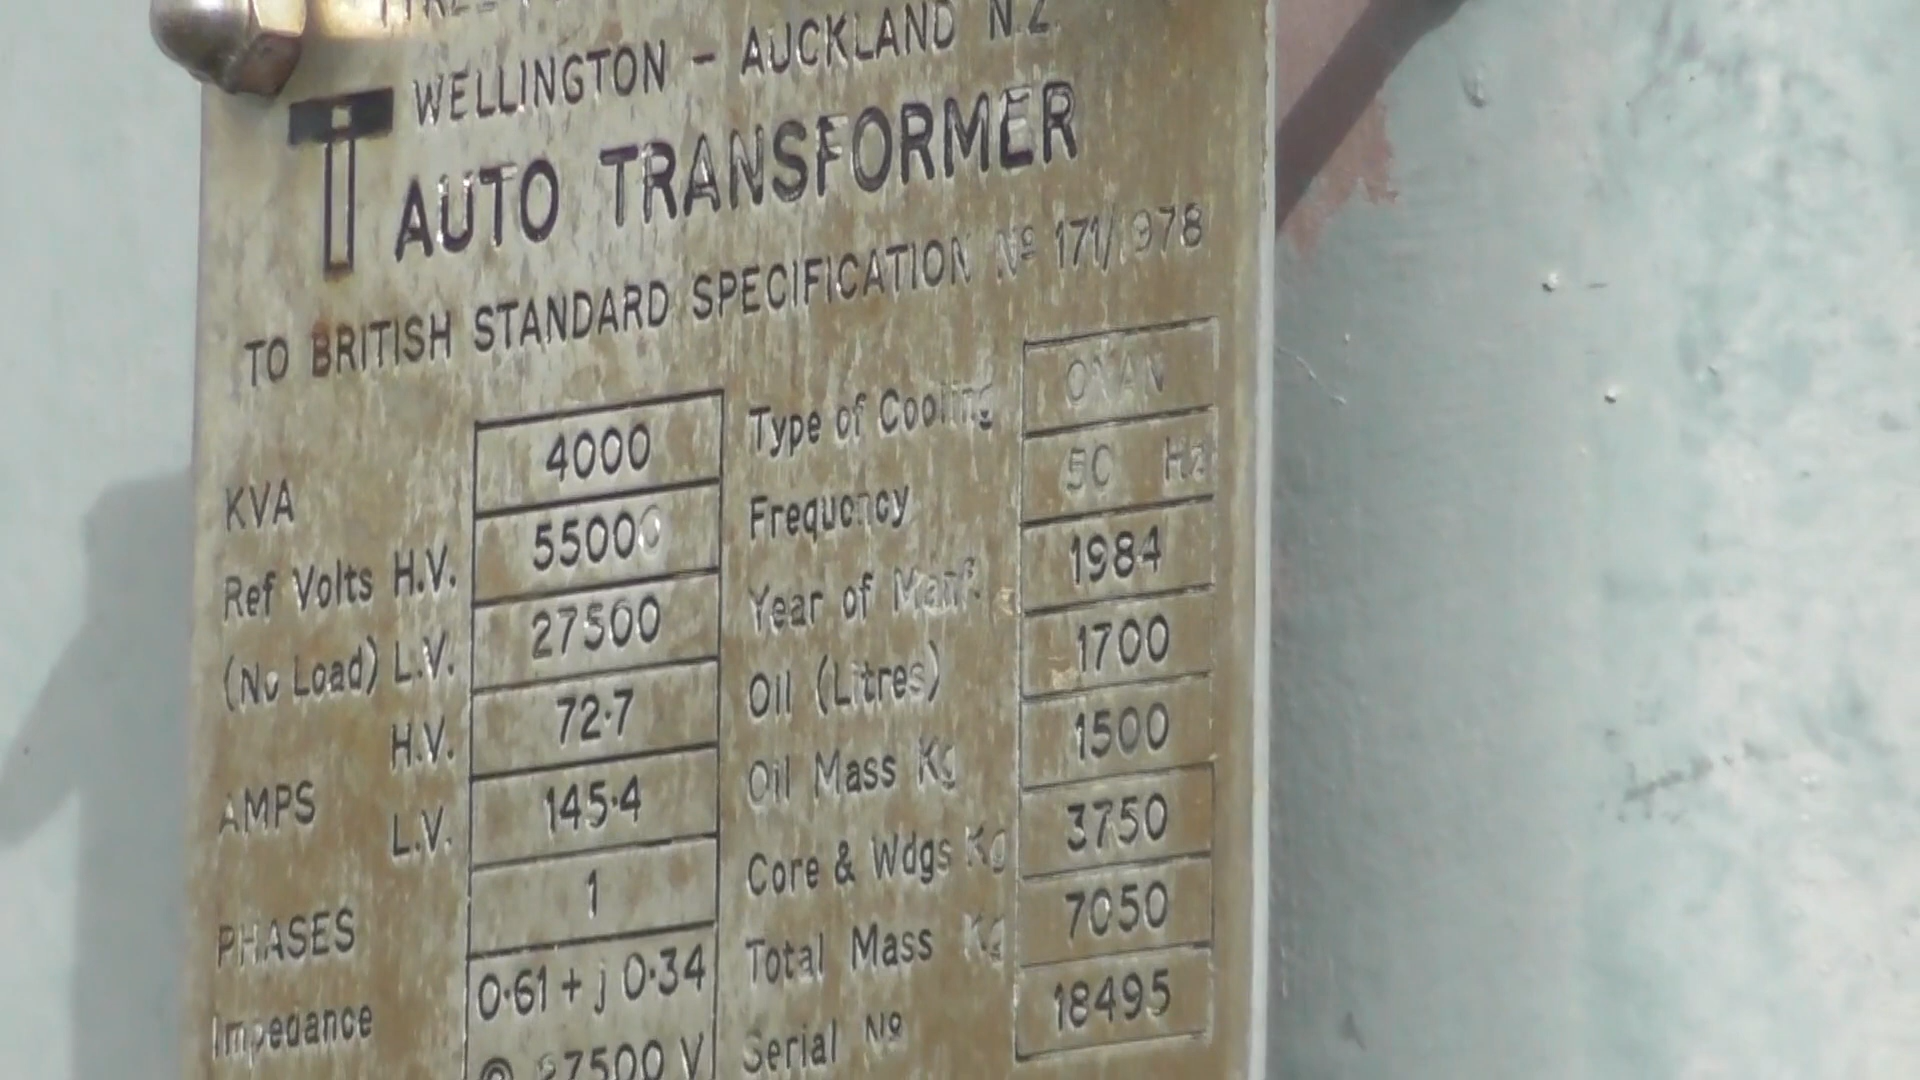 WELLINGTON - AUCKLAND N.Z.
AUTO TRANSFORMER
TO BRITISH STANDARD SPECIFICATION Nº 171/1978
KVA 4000 Type of Cooling ONAN
Ref Volts H.V. 55000 Frequency 50 Hz
(No Load) L.V. 27500 Year of Manf. 1984
H.V. 72·7 Oil (Litres) 1700
AMPS L.V. 145·4 Oil Mass Kg 1500
PHASES 1 Core & Wdgs Kg 3750
Impedance 0·61 + j 0·34 Total Mass Kg 7050
@ 27500 V Serial Nº 18495